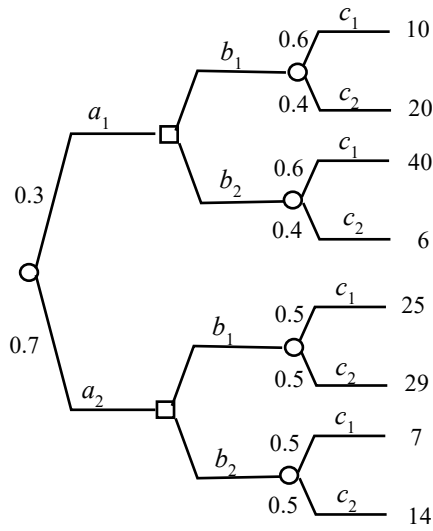 c₁ 10
0.6
b₁
0.4 c₂ 20
a₁
0.6 c₁ 40
b₂
0.4 c₂ 6
0.3
0.7
0.5 c₁ 25
b₁
0.5 c₂ 29
a₂
0.5 c₁ 7
b₂
0.5 c₂ 14